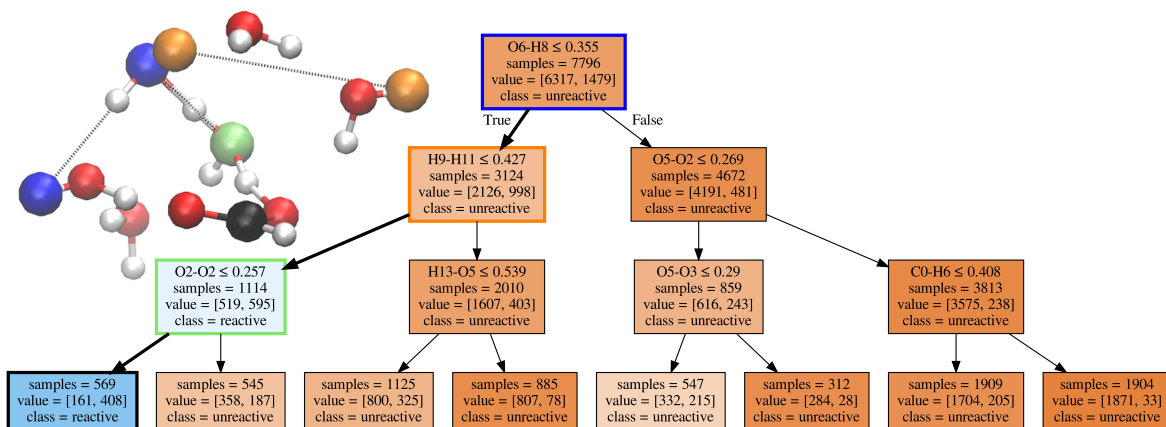 O6-H8 ≤ 0.355
samples = 7796
value = [6317, 1479]
class = unreactive
True
False
H9-H11 ≤ 0.427
samples = 3124
value = [2126, 998]
class = unreactive
O5-O2 ≤ 0.269
samples = 4672
value = [4191, 481]
class = unreactive
O2-O2 ≤ 0.257
samples = 1114
value = [519, 595]
class = reactive
H13-O5 ≤ 0.539
samples = 2010
value = [1607, 403]
class = unreactive
O5-O3 ≤ 0.29
samples = 859
value = [616, 243]
class = unreactive
C0-H6 ≤ 0.408
samples = 3813
value = [3575, 238]
class = unreactive
samples = 569
value = [161, 408]
class = reactive
samples = 545
value = [358, 187]
class = unreactive
samples = 1125
value = [800, 325]
class = unreactive
samples = 885
value = [807, 78]
class = unreactive
samples = 547
value = [332, 215]
class = unreactive
samples = 312
value = [284, 28]
class = unreactive
samples = 1909
value = [1704, 205]
class = unreactive
samples = 1904
value = [1871, 33]
class = unreactive